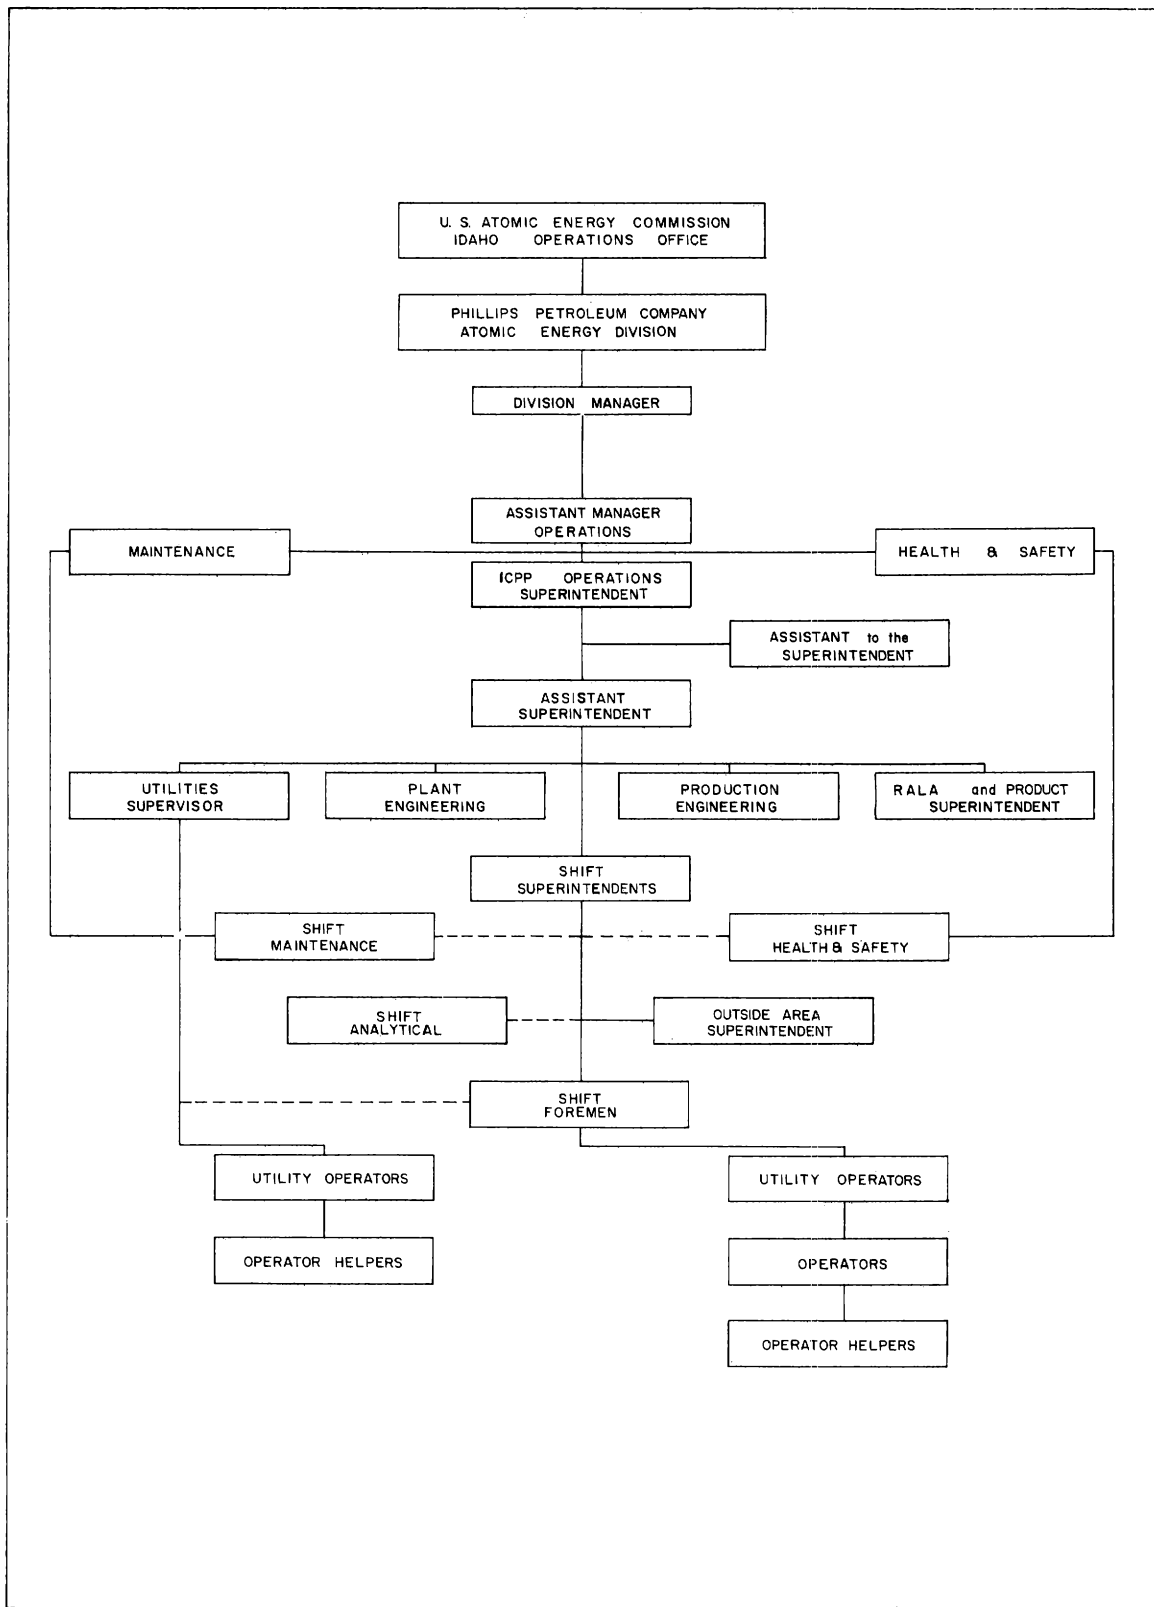 U. S. ATOMIC ENERGY COMMISSION
IDAHO OPERATIONS OFFICE
PHILLIPS PETROLEUM COMPANY
ATOMIC ENERGY DIVISION
DIVISION MANAGER
ASSISTANT MANAGER
OPERATIONS
MAINTENANCE
HEALTH & SAFETY
ICPP OPERATIONS
SUPERINTENDENT
ASSISTANT to the
SUPERINTENDENT
ASSISTANT
SUPERINTENDENT
UTILITIES
SUPERVISOR
PLANT
ENGINEERING
PRODUCTION
ENGINEERING
RALA and PRODUCT
SUPERINTENDENT
SHIFT
SUPERINTENDENTS
SHIFT
MAINTENANCE
SHIFT
HEALTH & SAFETY
SHIFT
ANALYTICAL
OUTSIDE AREA
SUPERINTENDENT
SHIFT
FOREMEN
UTILITY OPERATORS
OPERATOR HELPERS
UTILITY OPERATORS
OPERATORS
OPERATOR HELPERS